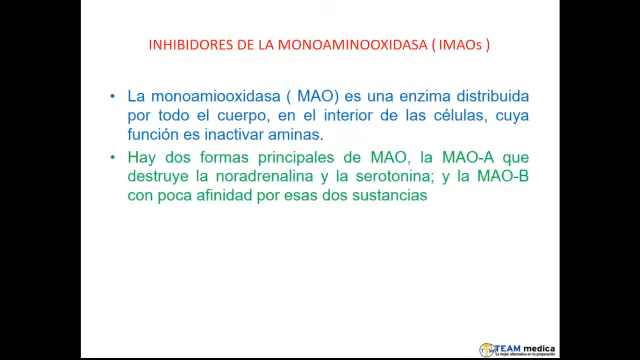 INHIBIDORES DE LA MONOAMINOOXIDASA ( IMAOs )
• La monoamiooxidasa ( MAO) es una enzima distribuida
por todo el cuerpo, en el interior de las células, cuya
función es inactivar aminas.
• Hay dos formas principales de MAO, la MAO-A que
destruye la noradrenalina y la serotonina; y la MAO-B
con poca afinidad por esas dos sustancias
TEAM medica
La mejor alternativa en tu preparación